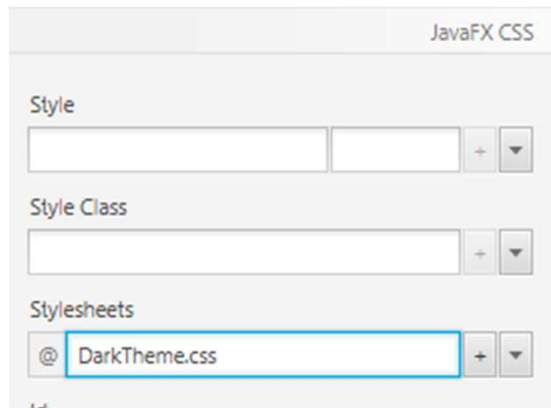 JavaFX CSS
Style
+
Style Class
+
Stylesheets
@ DarkTheme.css +